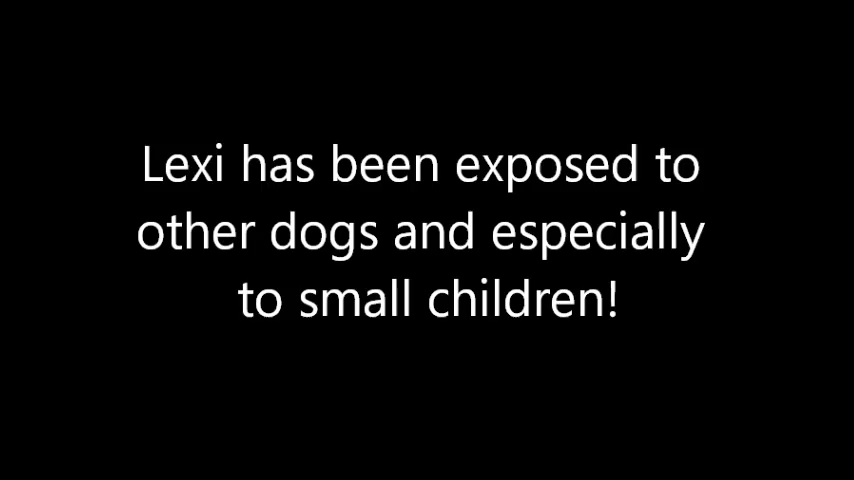 Lexi has been exposed to
other dogs and especially
to small children!